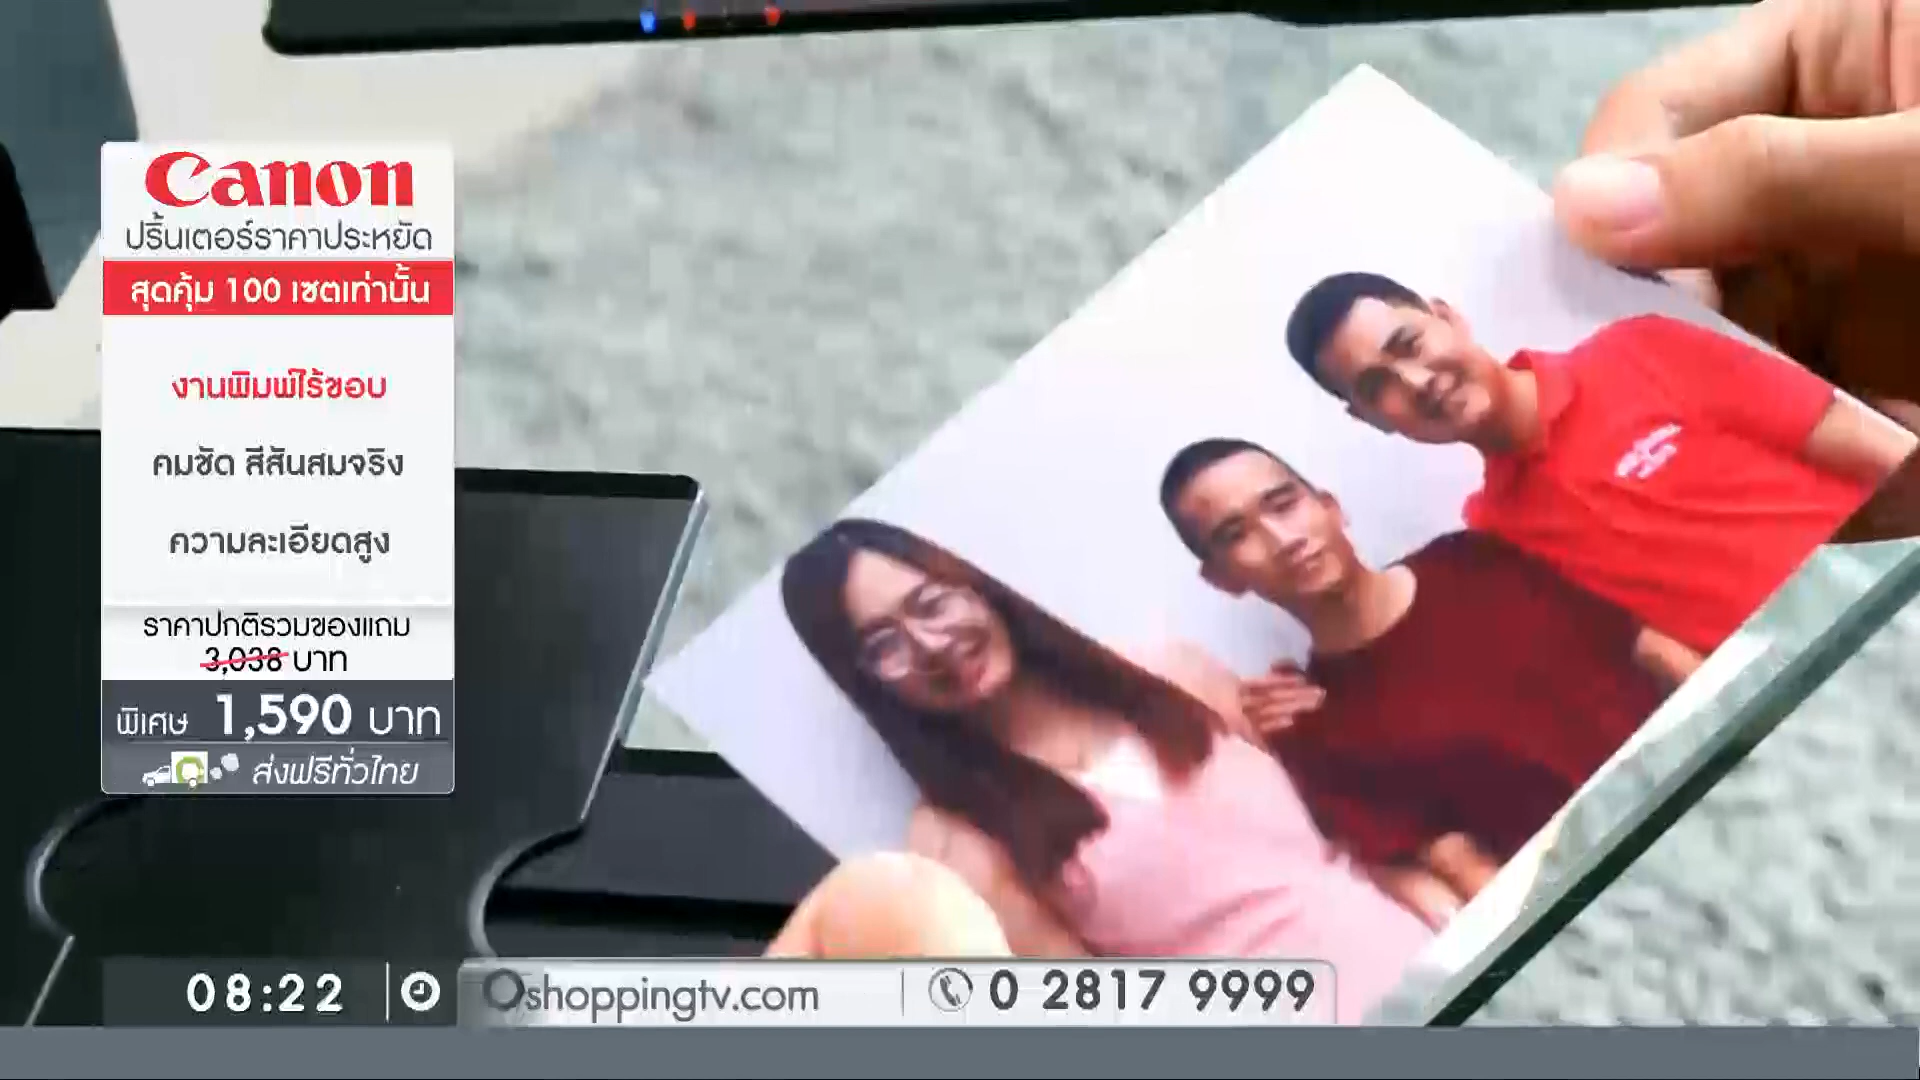 Canon
ปริ้นเตอร์ราคาประหยัด
สุดคุ้ม 100 เซตเท่านั้น
งานพิมพ์ไร้ขอบ
คมชัด สีสันสมจริง
ความละเอียดสูง
ราคาปกติรวมของแถม
3,038 บาท
พิเศษ 1,590 บาท
ส่งฟรีทั่วไทย
08:22
Oshoppingtv.com
0 2817 9999